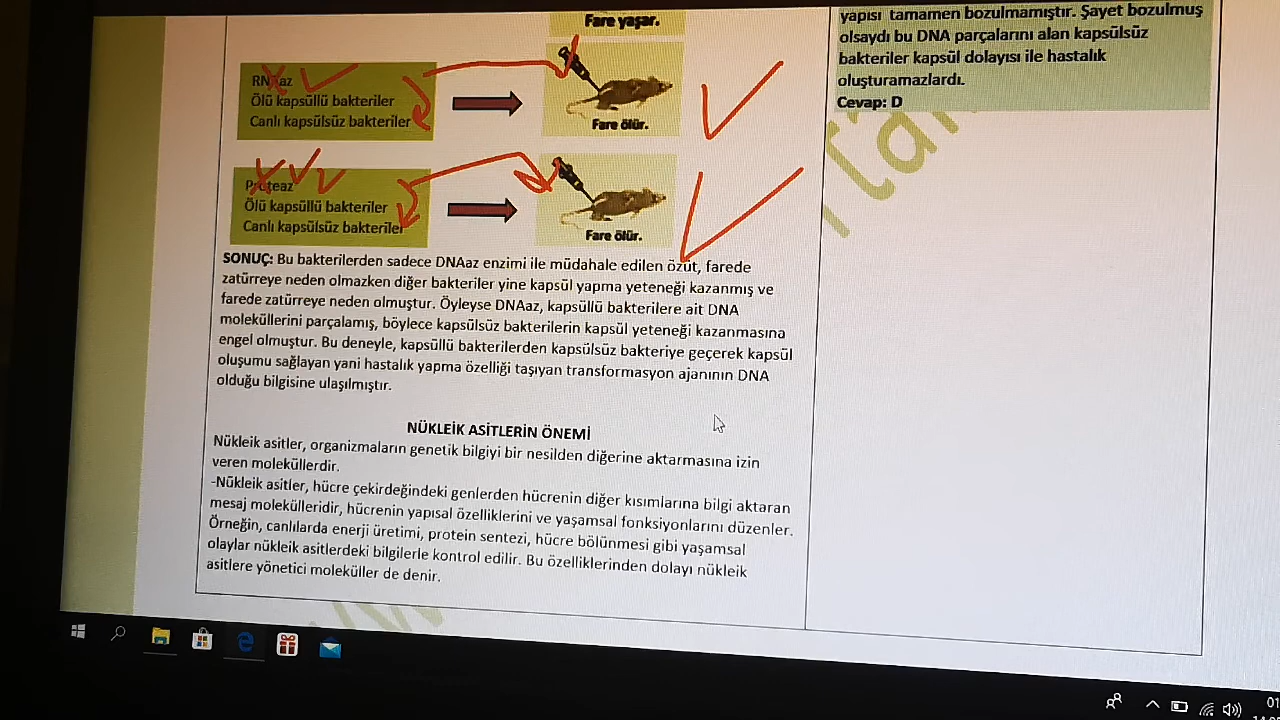 Fare yaşar.
RNAaz
Ölü kapsüllü bakteriler
Canlı kapsülsüz bakteriler
Fare ölür.
Proteaz
Ölü kapsüllü bakteriler
Canlı kapsülsüz bakteriler
Fare ölür.
SONUÇ: Bu bakterilerden sadece DNAaz enzimi ile müdahale edilen özüt, farede
zatürreye neden olmazken diğer bakteriler yine kapsül yapma yeteneği kazanmış ve
farede zatürreye neden olmuştur. Öyleyse DNAaz, kapsüllü bakterilere ait DNA
moleküllerini parçalamış, böylece kapsülsüz bakterilerin kapsül yeteneği kazanmasına
engel olmuştur. Bu deneyle, kapsüllü bakterilerden kapsülsüz bakteriye geçerek kapsül
oluşumu sağlayan yani hastalık yapma özelliği taşıyan transformasyon ajanının DNA
olduğu bilgisine ulaşılmıştır.
NÜKLEİK ASİTLERİN ÖNEMİ
Nükleik asitler, organizmaların genetik bilgiyi bir nesilden diğerine aktarmasına izin
veren moleküllerdir.
-Nükleik asitler, hücre çekirdeğindeki genlerden hücrenin diğer kısımlarına bilgi aktaran
mesaj molekülleridir, hücrenin yapısal özelliklerini ve yaşamsal fonksiyonlarını düzenler.
Örneğin, canlılarda enerji üretimi, protein sentezi, hücre bölünmesi gibi yaşamsal
olaylar nükleik asitlerdeki bilgilerle kontrol edilir. Bu özelliklerinden dolayı nükleik
asitlere yönetici moleküller de denir.
yapısı tamamen bozulmamıştır. Şayet bozulmuş
olsaydı bu DNA parçalarını alan kapsülsüz
bakteriler kapsül dolayısı ile hastalık
oluşturamazlardı.
Cevap: D